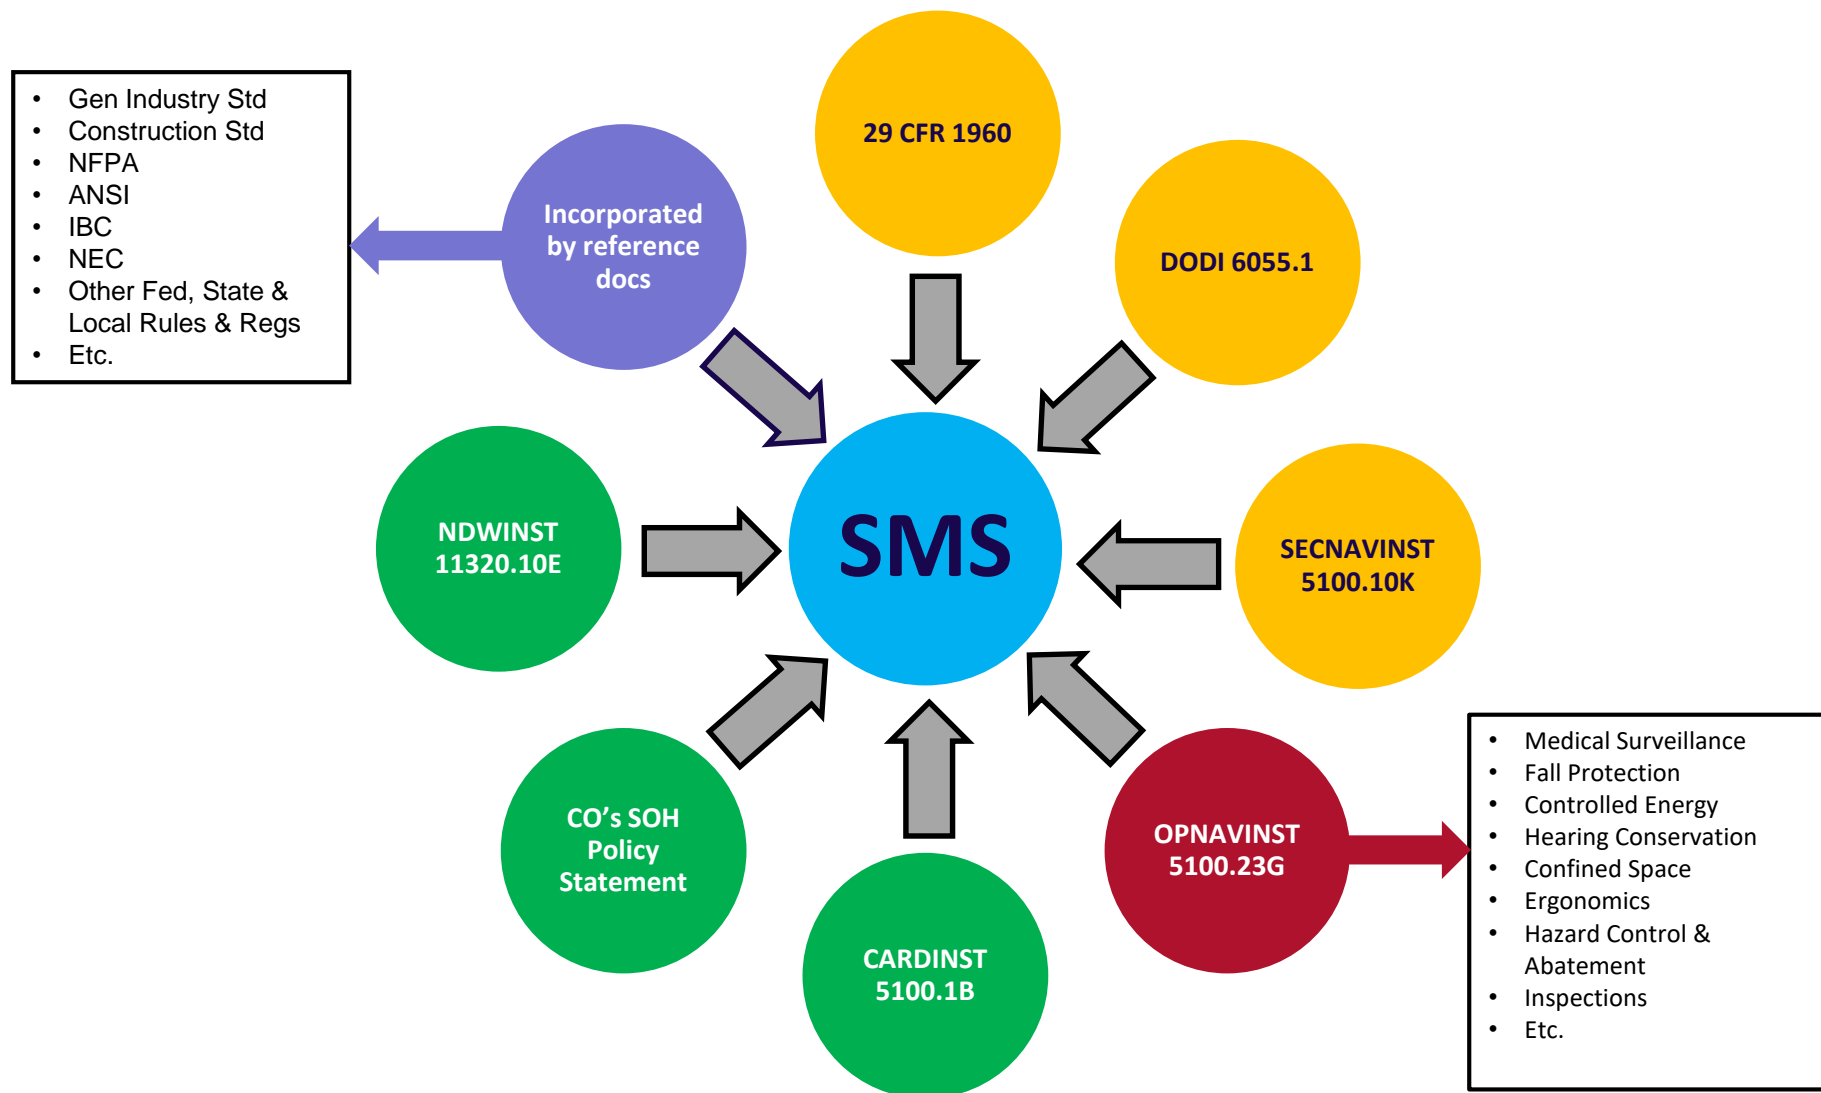 • Gen Industry Std
• Construction Std
• NFPA
• ANSI
• IBC
• NEC
• Other Fed, State &
Local Rules & Regs
• Etc.
Incorporated
by reference
docs
29 CFR 1960
DODI 6055.1
NDWINST
11320.10E
SMS
SECNAVINST
5100.10K
CO’s SOH
Policy
Statement
CARDINST
5100.1B
OPNAVINST
5100.23G
• Medical Surveillance
• Fall Protection
• Controlled Energy
• Hearing Conservation
• Confined Space
• Ergonomics
• Hazard Control &
Abatement
• Inspections
• Etc.